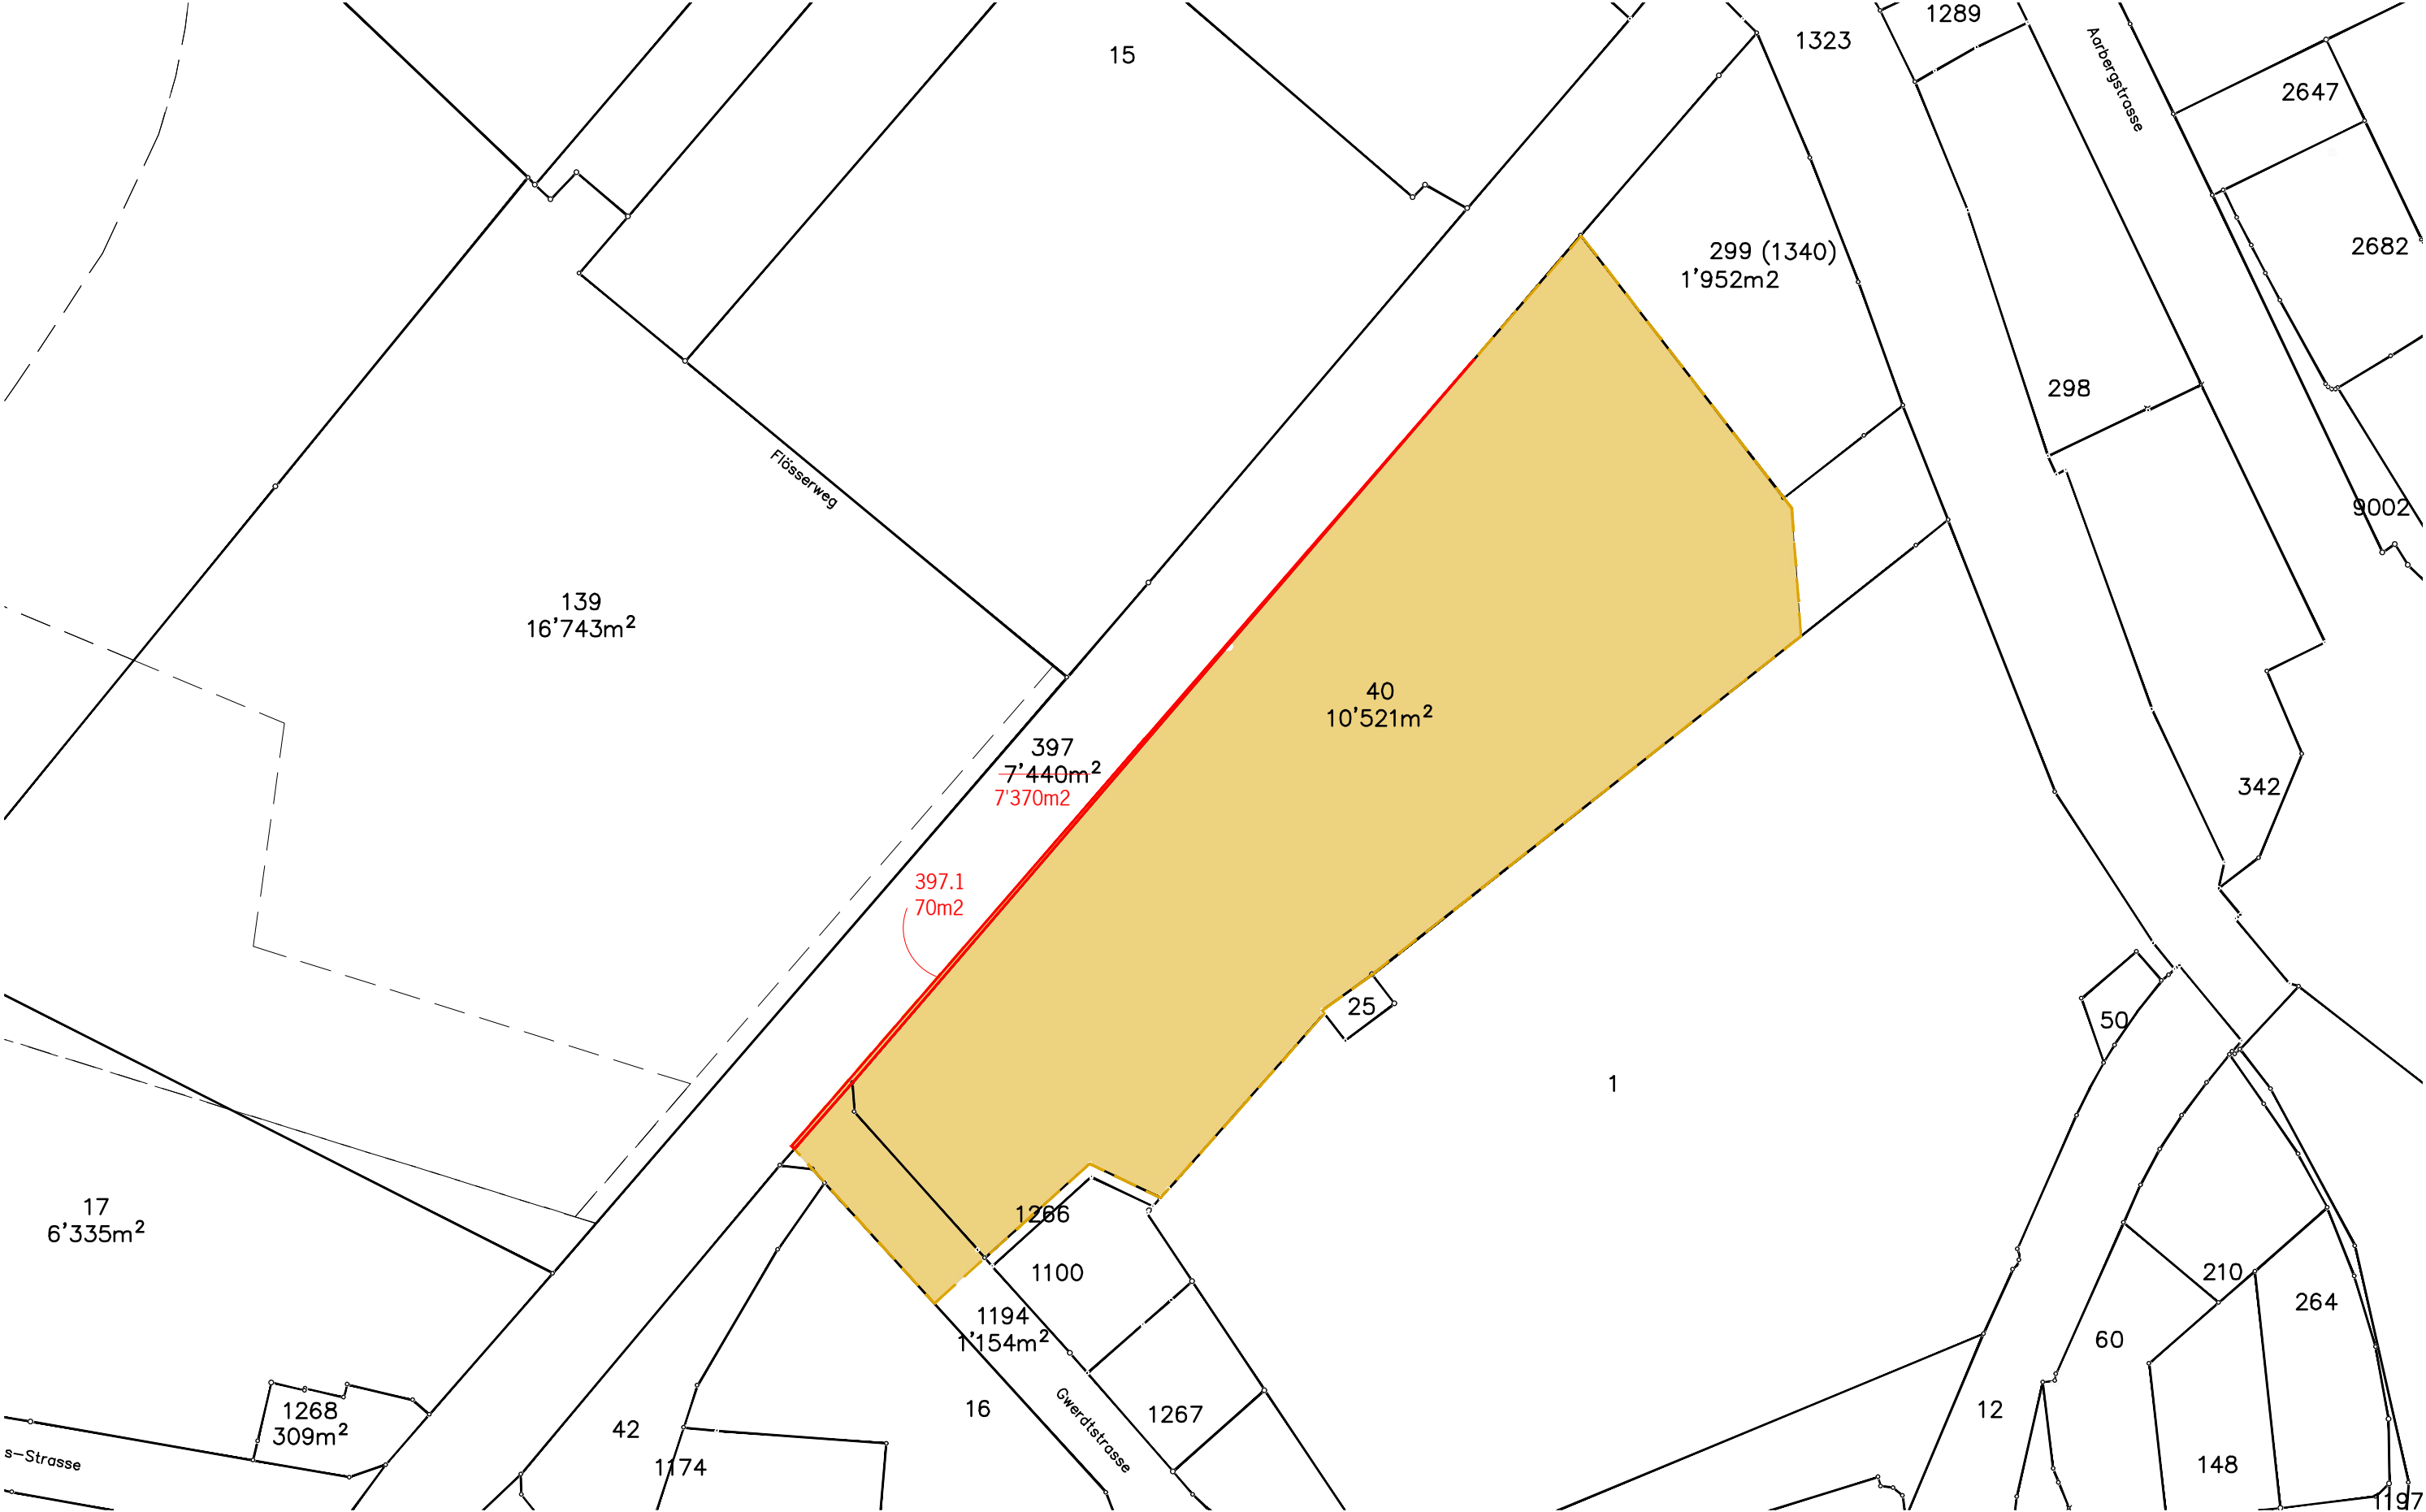 1289
15
1323
Aarbergstrasse
2647
299 (1340)
1'952m2
2682
298
Flösserweg
9002
139
16'743m²
40
10'521m²
397
7'440m²
7'370m2
342
397.1
70m2
25
50
1
17
6'335m²
1266
1100
210
264
1194
1'154m²
60
1268
309m²
16
Gwerdtstrasse
1267
12
42
s-Strasse
1174
148
1197